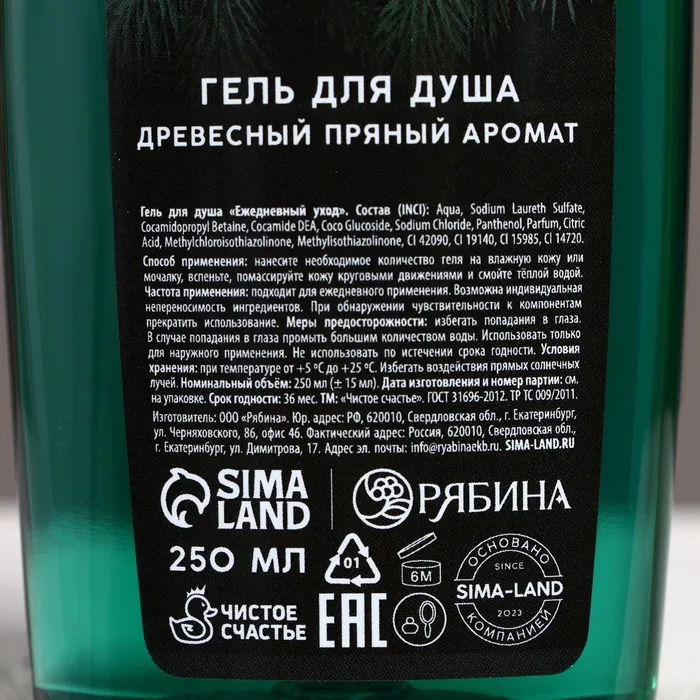 ГЕЛЬ ДЛЯ ДУША
ДРЕВЕСНЫЙ ПРЯНЫЙ АРОМАТ
Гель для душа «Ежедневный уход». Состав (INCI): Aqua, Sodium Laureth Sulfate,
Cocamidopropyl Betaine, Cocamide DEA, Coco Glucoside, Sodium Chloride, Panthenol, Parfum, Citric
Acid, Methylchloroisothiazolinone, Methylisothiazolinone, CI 42090, CI 19140, CI 15985, CI 14720.
Способ применения: нанесите необходимое количество геля на влажную кожу или
мочалку, вспеньте, помассируйте кожу круговыми движениями и смойте тёплой водой.
Частота применения: подходит для ежедневного применения. Возможна индивидуальная
непереносимость ингредиентов. При обнаружении чувствительности к компонентам
прекратить использование. Меры предосторожности: избегать попадания в глаза.
В случае попадания в глаза промыть большим количеством воды. Использовать только
для наружного применения. Не использовать по истечении срока годности. Условия
хранения: при температуре от +5 ºС до +25 ºС. Избегать воздействия прямых солнечных
лучей. Номинальный объём: 250 мл (± 15 мл). Дата изготовления и номер партии: см.
на упаковке. Срок годности: 36 мес. ТМ: «Чистое счастье». ГОСТ 31696-2012. ТР ТС 009/2011.
Изготовитель: ООО «Рябина». Юр. адрес: РФ, 620010, Свердловская обл., г. Екатеринбург,
ул. Черняховского, 86, офис 46. Фактический адрес: Россия, 620010, Свердловская обл.,
г. Екатеринбург, ул. Димитрова, 17. Адрес эл. почты: info@ryabinaekb.ru. SIMA-LAND.RU
SIMA
LAND
РЯБИНА
250 МЛ
01
6M
ОСНОВАНО
SINCE
SIMA-LAND
2023
КОМПАНИЕЙ
ЧИСТОЕ
СЧАСТЬЕ
EAC